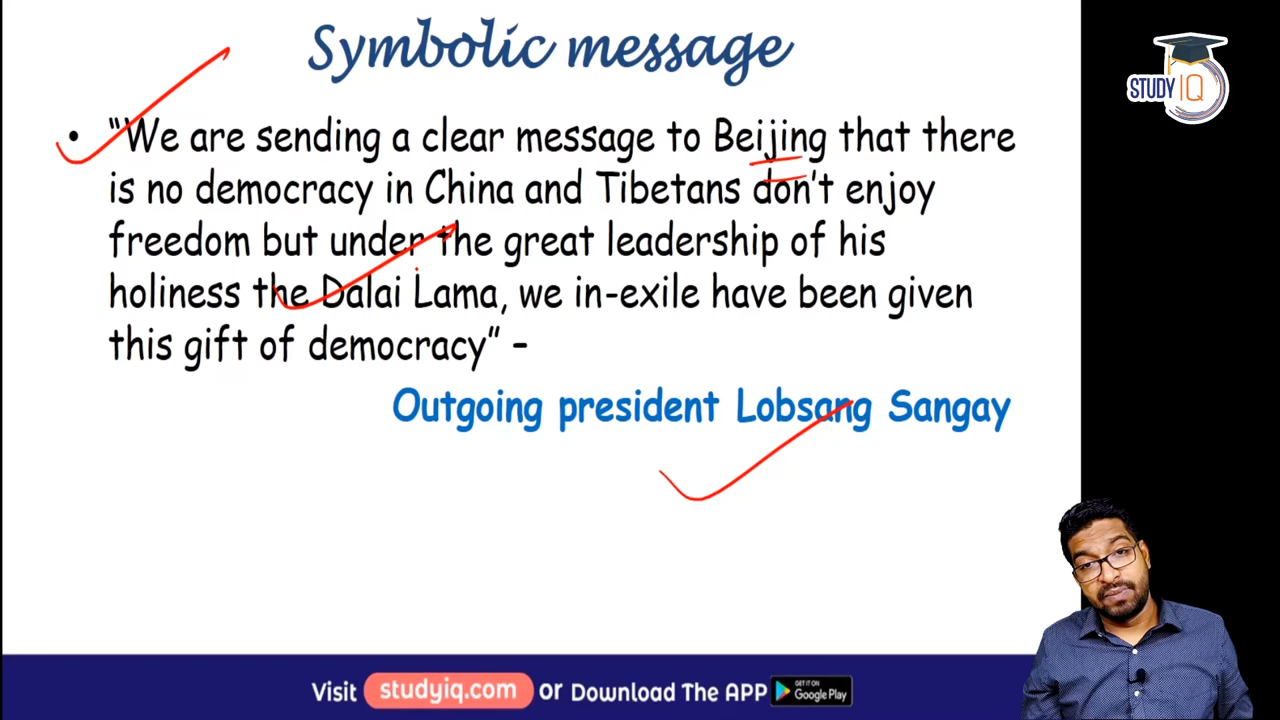 Symbolic message
STUDY IQ
• "We are sending a clear message to Beijing that there
is no democracy in China and Tibetans don't enjoy
freedom but under the great leadership of his
holiness the Dalai Lama, we in-exile have been given
this gift of democracy" –
Outgoing president Lobsang Sangay
Visit studyiq.com or Download The APP GET IT ON Google Play